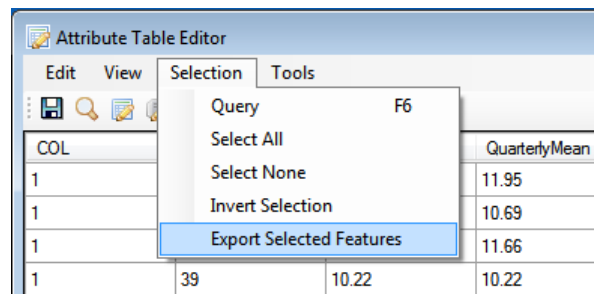 Attribute Table Editor
Edit View Selection Tools
Query F6
Select All
Select None
Invert Selection
Export Selected Features
COL QuarterlyMean
1 11.95
1 10.69
1 11.66
1 39 10.22 10.22